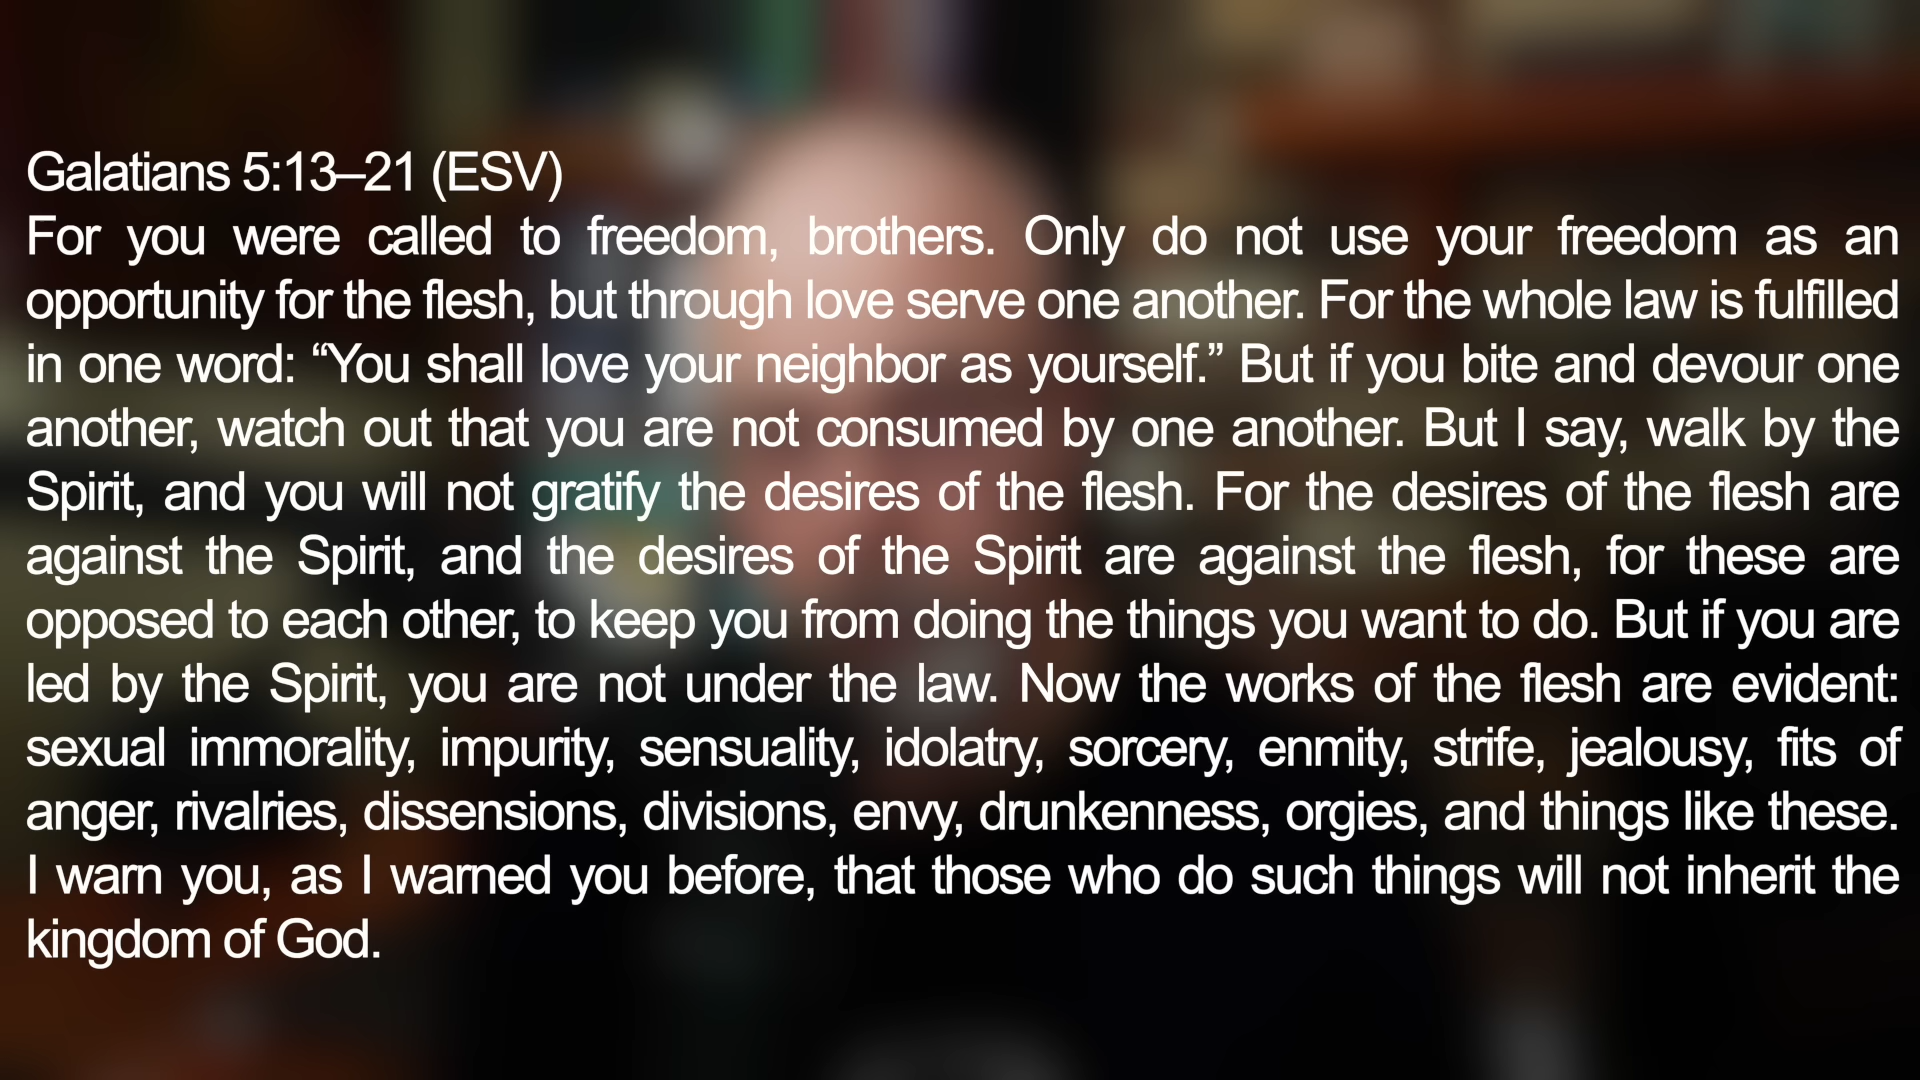 Galatians 5:13–21 (ESV)
For you were called to freedom, brothers. Only do not use your freedom as an
opportunity for the flesh, but through love serve one another. For the whole law is fulfilled
in one word: “You shall love your neighbor as yourself.” But if you bite and devour one
another, watch out that you are not consumed by one another. But I say, walk by the
Spirit, and you will not gratify the desires of the flesh. For the desires of the flesh are
against the Spirit, and the desires of the Spirit are against the flesh, for these are
opposed to each other, to keep you from doing the things you want to do. But if you are
led by the Spirit, you are not under the law. Now the works of the flesh are evident:
sexual immorality, impurity, sensuality, idolatry, sorcery, enmity, strife, jealousy, fits of
anger, rivalries, dissensions, divisions, envy, drunkenness, orgies, and things like these.
I warn you, as I warned you before, that those who do such things will not inherit the
kingdom of God.